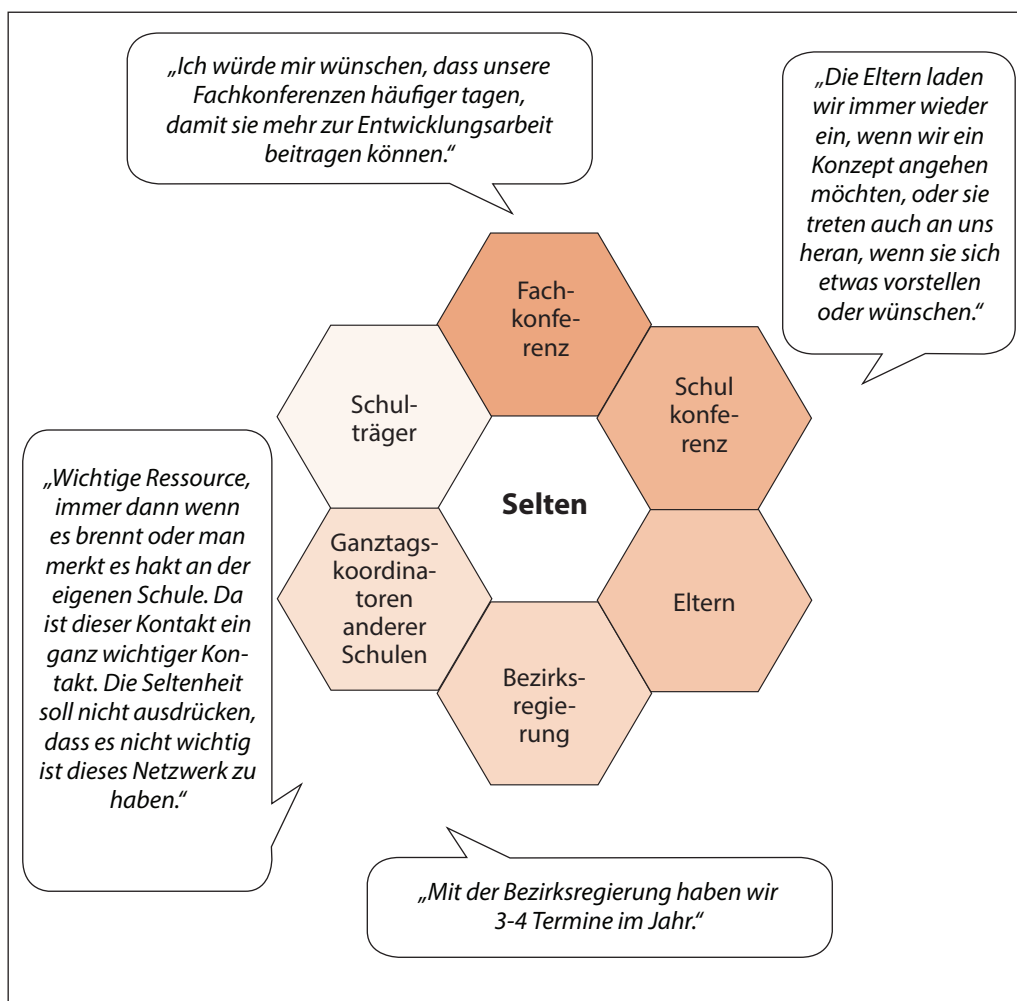 „Ich würde mir wünschen, dass unsere
Fachkonferenzen häufiger tagen,
damit sie mehr zur Entwicklungsarbeit
beitragen können.“
„Die Eltern laden
wir immer wieder
ein, wenn wir ein
Konzept angehen
möchten, oder sie
treten auch an uns
heran, wenn sie sich
etwas vorstellen
oder wünschen.“
Fach-
konfe-
renz
Schul
konfe-
renz
Schul-
träger
Selten
„Wichtige Ressource,
immer dann wenn
es brennt oder man
merkt es hakt an der
eigenen Schule. Da
ist dieser Kontakt ein
ganz wichtiger Kon-
takt. Die Seltenheit
soll nicht ausdrücken,
dass es nicht wichtig
ist dieses Netzwerk zu
haben.“
Ganztags-
koordina-
toren
anderer
Schulen
Eltern
Bezirks-
regie-
rung
„Mit der Bezirksregierung haben wir
3-4 Termine im Jahr.“